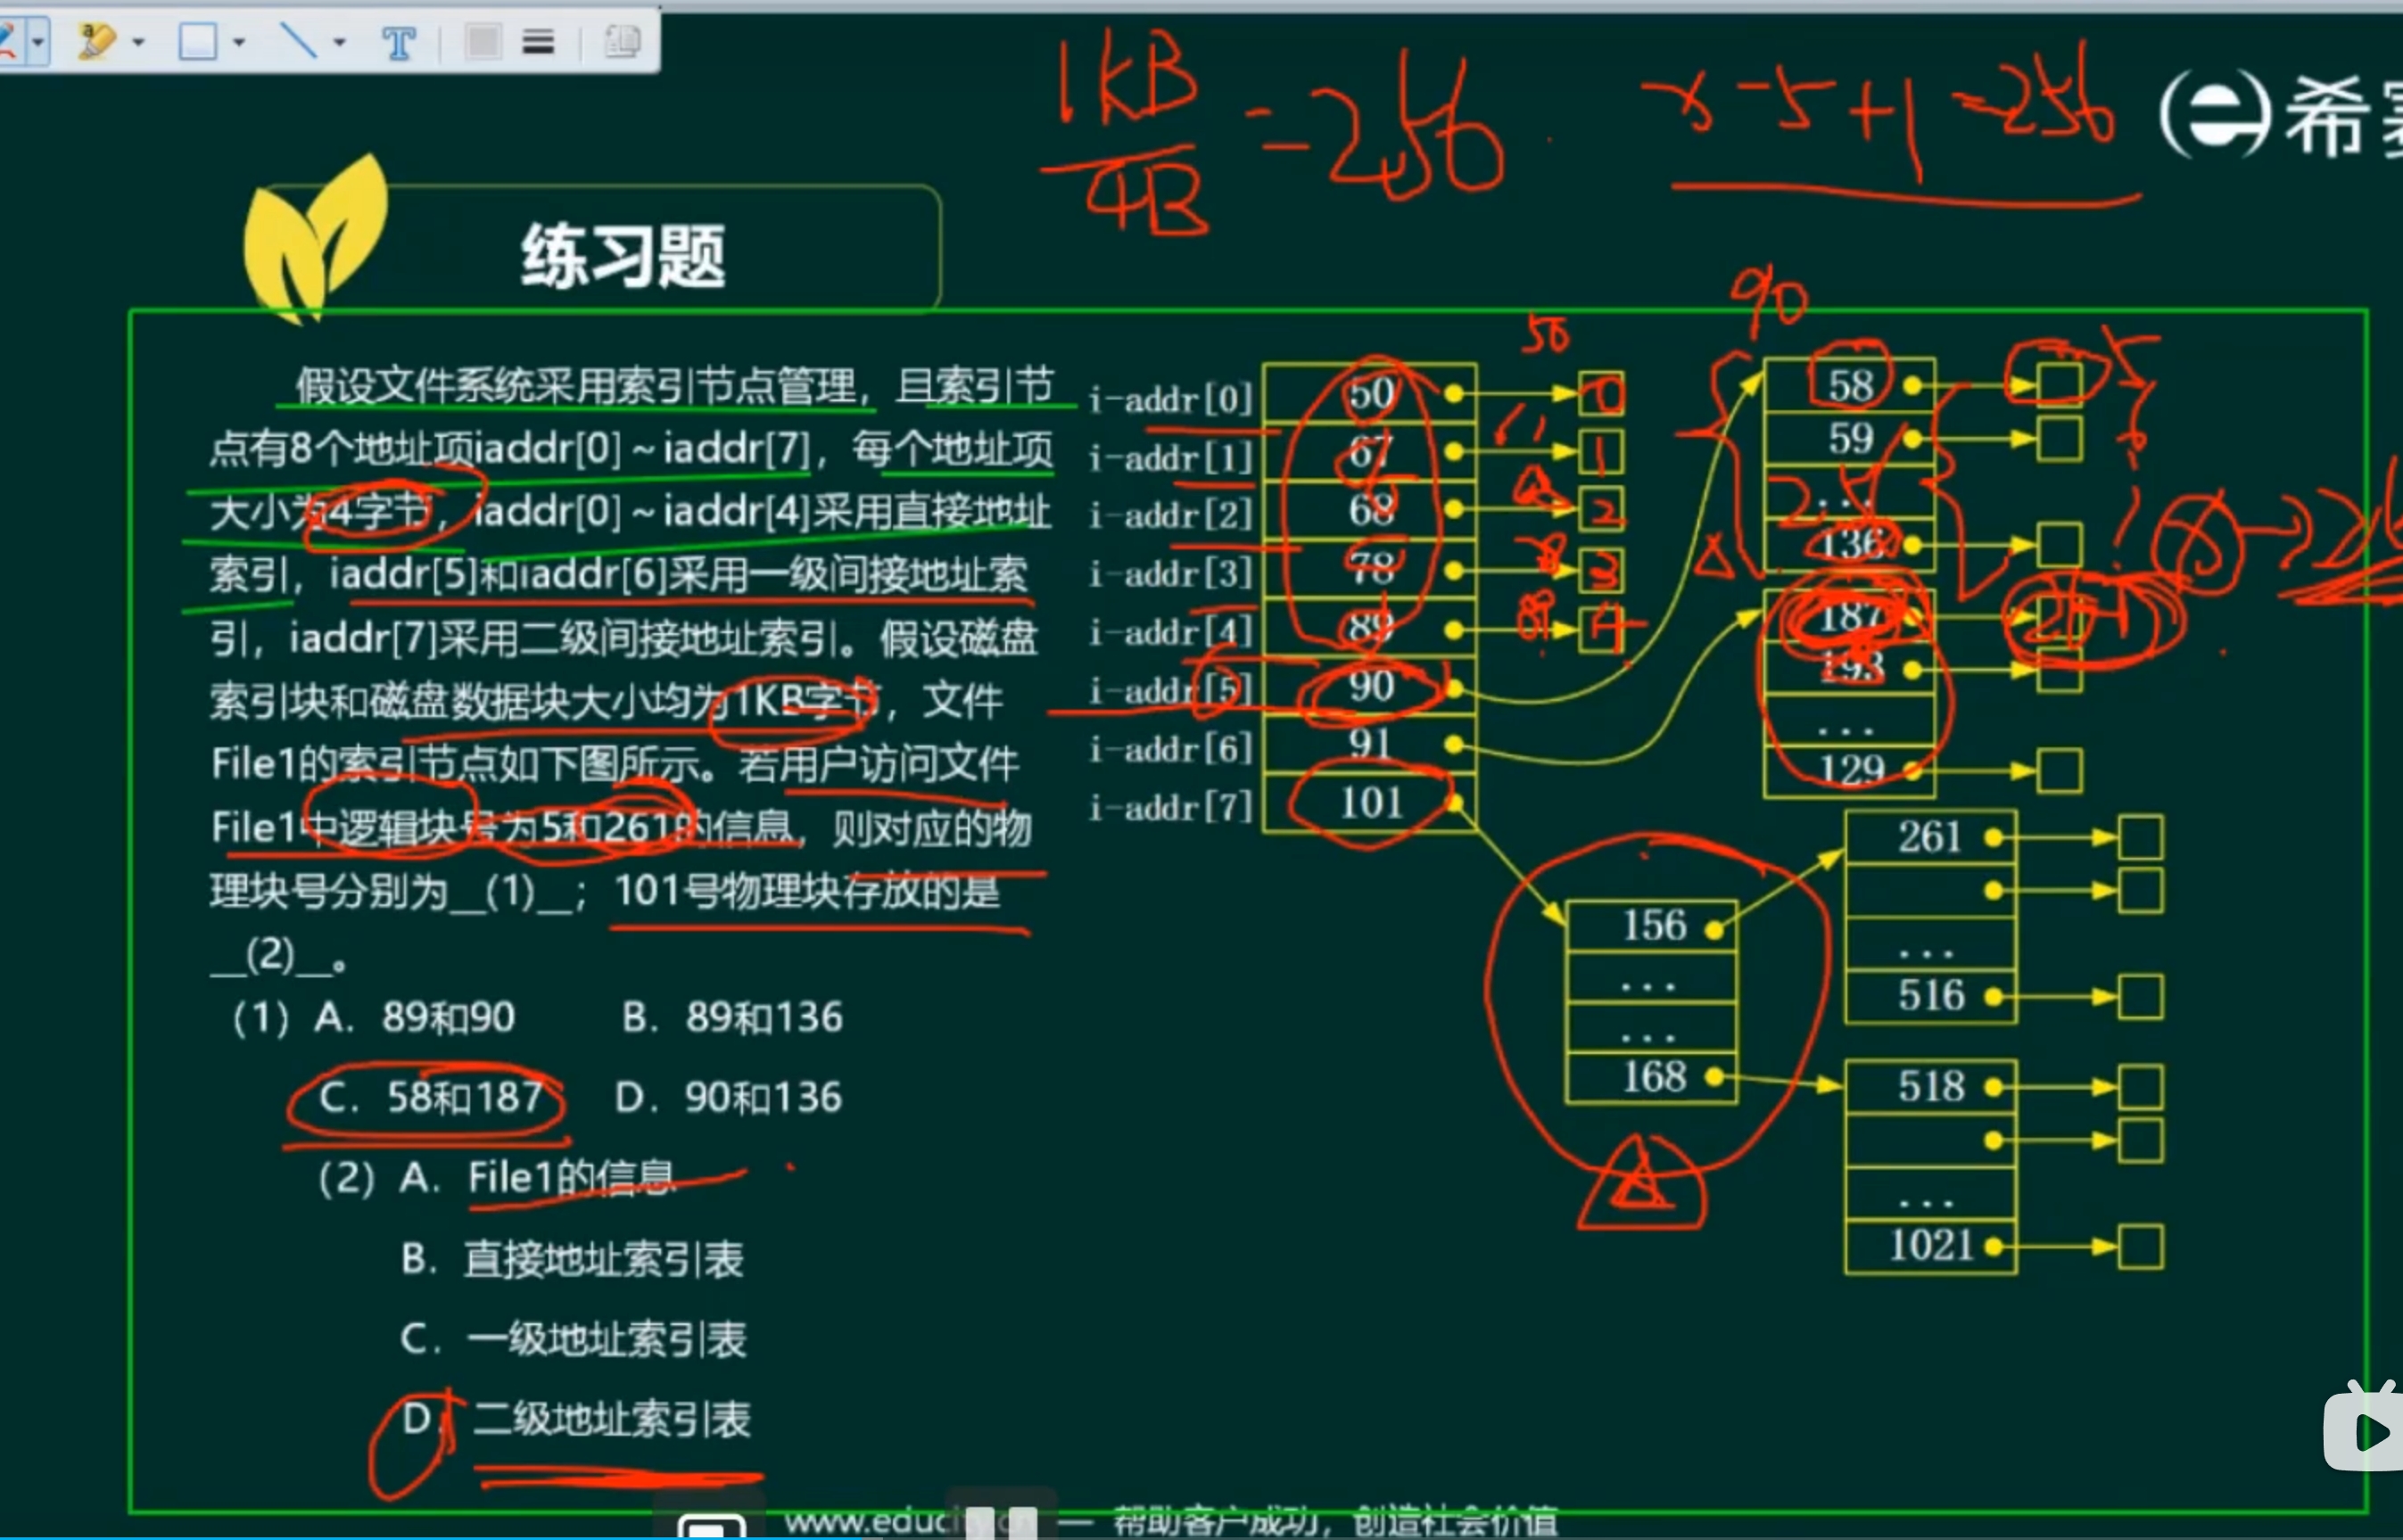 1KB
4B
=256
x-5+1=256
(e)希赛
练习题
假设文件系统采用索引节点管理，且索引节
点有8个地址项iaddr[0]~iaddr[7]，每个地址项
大小为4字节，iaddr[0]~iaddr[4]采用直接地址
索引，iaddr[5]和iaddr[6]采用一级间接地址索
引，iaddr[7]采用二级间接地址索引。假设磁盘
索引块和磁盘数据块大小均为1KB字节，文件
File1的索引节点如下图所示。若用户访问文件
File1中逻辑块号为5和261的信息，则对应的物
理块号分别为__(1)__；101号物理块存放的是
__(2)__。
（1）A. 89和90 B. 89和136
C. 58和187 D. 90和136
（2）A. File1的信息
B. 直接地址索引表
C. 一级地址索引表
D. 二级地址索引表
i-addr[0] 50 50 0
i-addr[1] 67 1
i-addr[2] 68 2
i-addr[3] 78 3
i-addr[4] 89 89 4
i-addr[5] 90
i-addr[6] 91
i-addr[7] 101
90
58 5
59
...
136
187
193
...
129
156
...
...
168
261
...
516
518
...
1021
— 帮助客户成功，创造社会价值